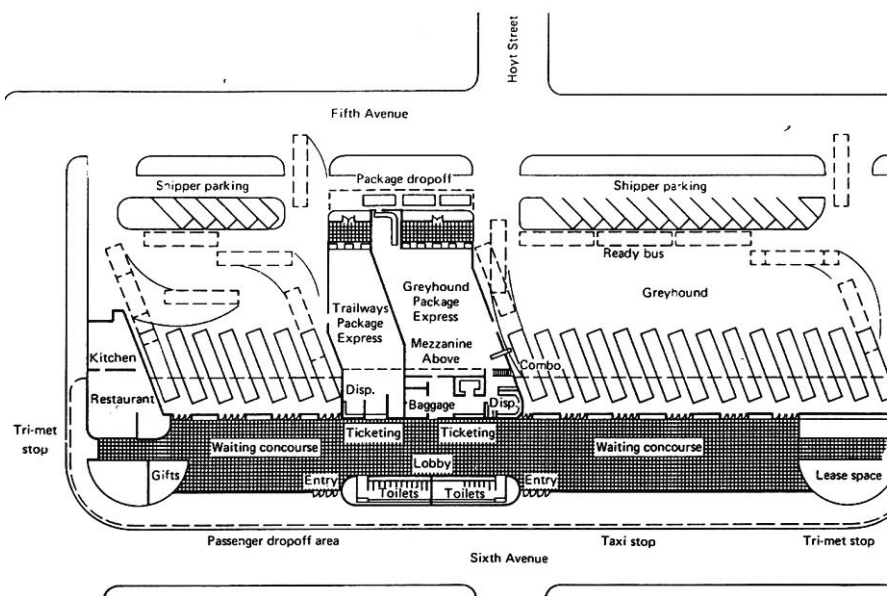 Hoyt Street
Fifth Avenue
Package dropoff
Shipper parking
Shipper parking
Ready bus
Greyhound
Greyhound
Package
Express
Trailways
Package
Express
Mezzanine
Above
Combo.
Kitchen
Disp.
Restaurant
Baggage
Disp.
Tri-met
stop
Waiting concourse
Ticketing
Ticketing
Waiting concourse
Lobby
Gifts
Entry
Toilets
Toilets
Entry
Lease space
Passenger dropoff area
Taxi stop
Tri-met stop
Sixth Avenue